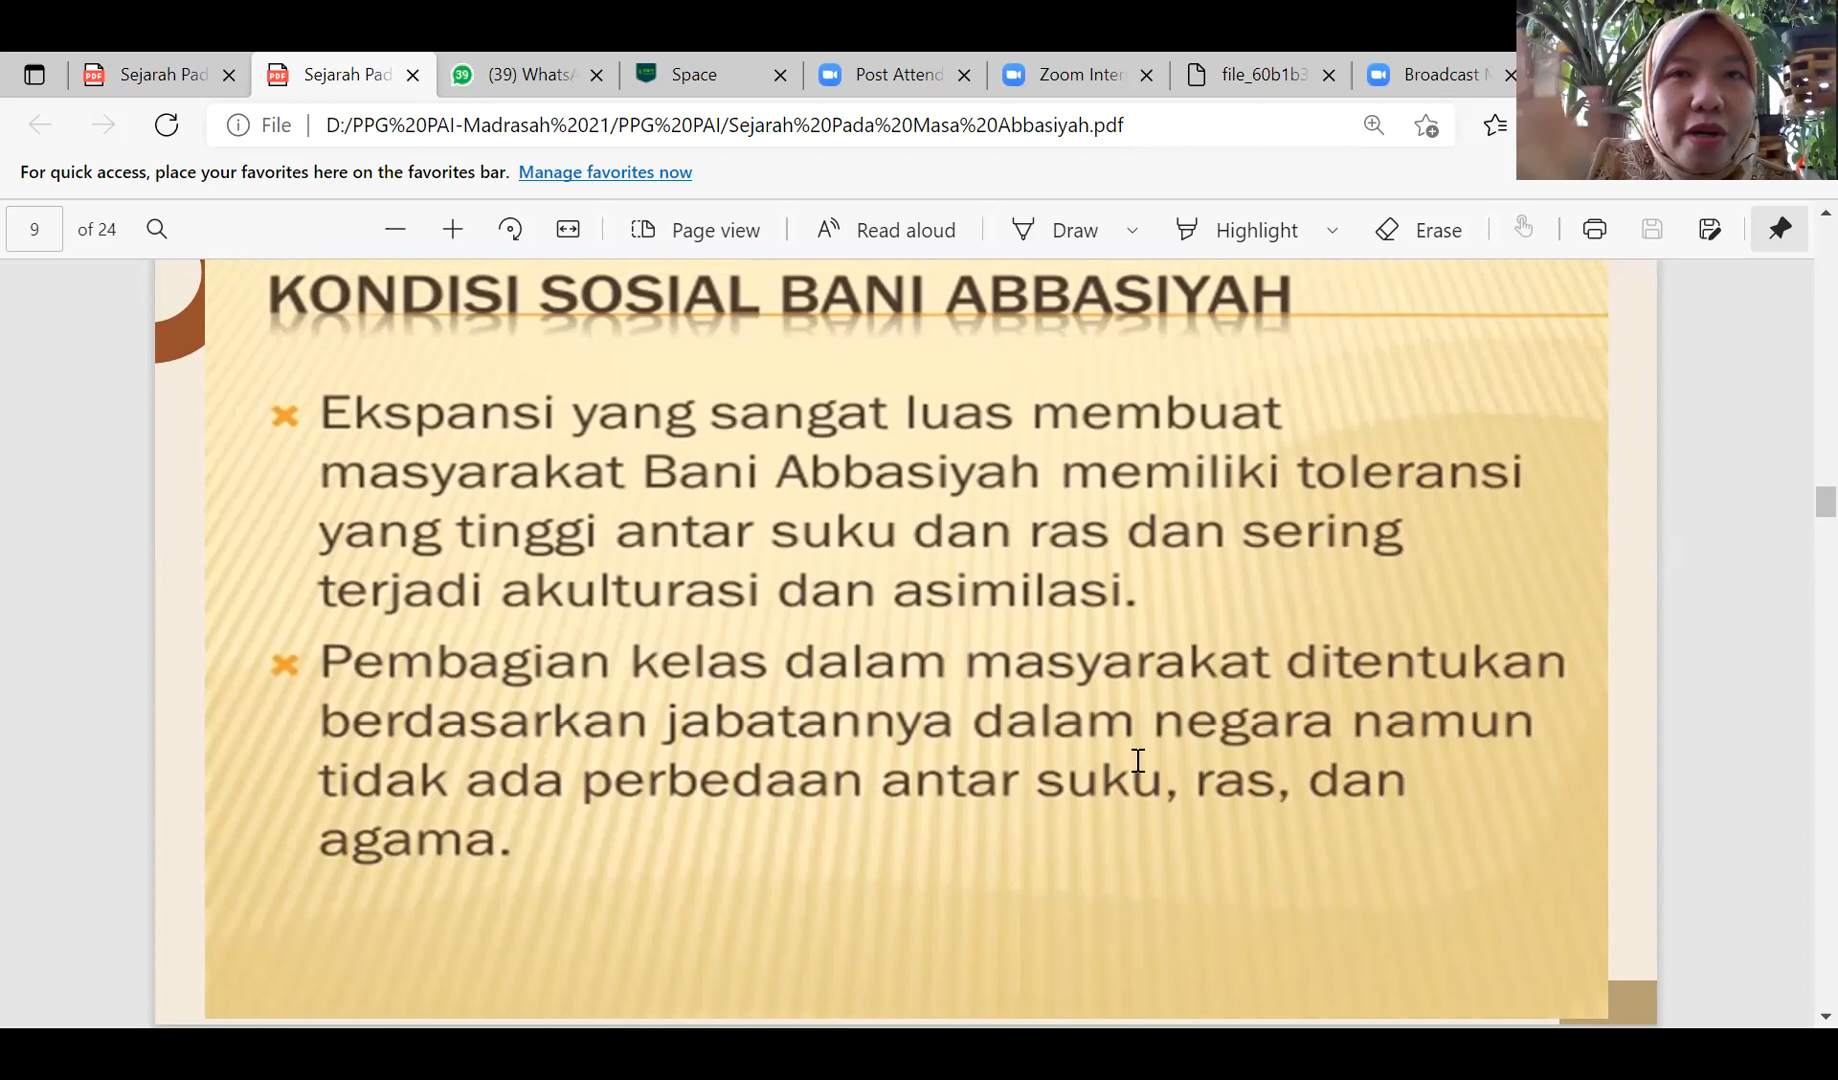 Sejarah Pad
Sejarah Pad
39
(39) Whats
Space
Post Attend
Zoom Inter
file_60b1b3
Broadcast
File
D:/PPG%20PAI-Madrasah%2021/PPG%20PAI/Sejarah%20Pada%20Masa%20Abbasiyah.pdf
For quick access, place your favorites here on the favorites bar. Manage favorites now
9 of 24
Page view
Read aloud
Draw
Highlight
Erase
KONDISI SOSIAL BANI ABBASIYAH
Ekspansi yang sangat luas membuat
masyarakat Bani Abbasiyah memiliki toleransi
yang tinggi antar suku dan ras dan sering
terjadi akulturasi dan asimilasi.
Pembagian kelas dalam masyarakat ditentukan
berdasarkan jabatannya dalam negara namun
tidak ada perbedaan antar suku, ras, dan
agama.